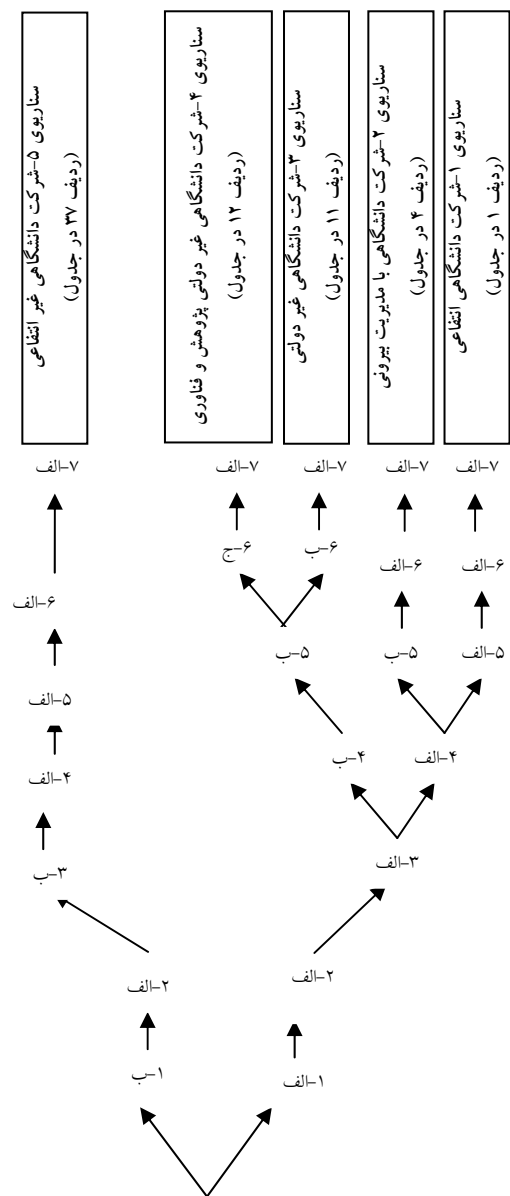 سناریوی ۱-شرکت دانشگاهی انتفاعی
(ردیف ۱ در جدول)
سناریوی ۲-شرکت دانشگاهی با مدیریت بیرونی
(ردیف ۴ در جدول)
سناریوی ۳-شرکت دانشگاهی غیر دولتی
(ردیف ۱۱ در جدول)
سناریوی ۴-شرکت دانشگاهی غیر دولتی پژوهش و فناوری
(ردیف ۱۲ در جدول)
سناریوی ۵-شرکت دانشگاهی غیر انتفاعی
(ردیف ۳۷ در جدول)
۷-الف
۷-الف
۷-الف
۷-الف
۷-الف
۶-الف
۶-الف
۶-ب
۶-ج
۶-الف
۵-الف
۵-ب
۵-ب
۵-الف
۴-الف
۴-ب
۴-الف
۳-الف
۳-ب
۲-الف
۲-الف
۱-الف
۱-ب